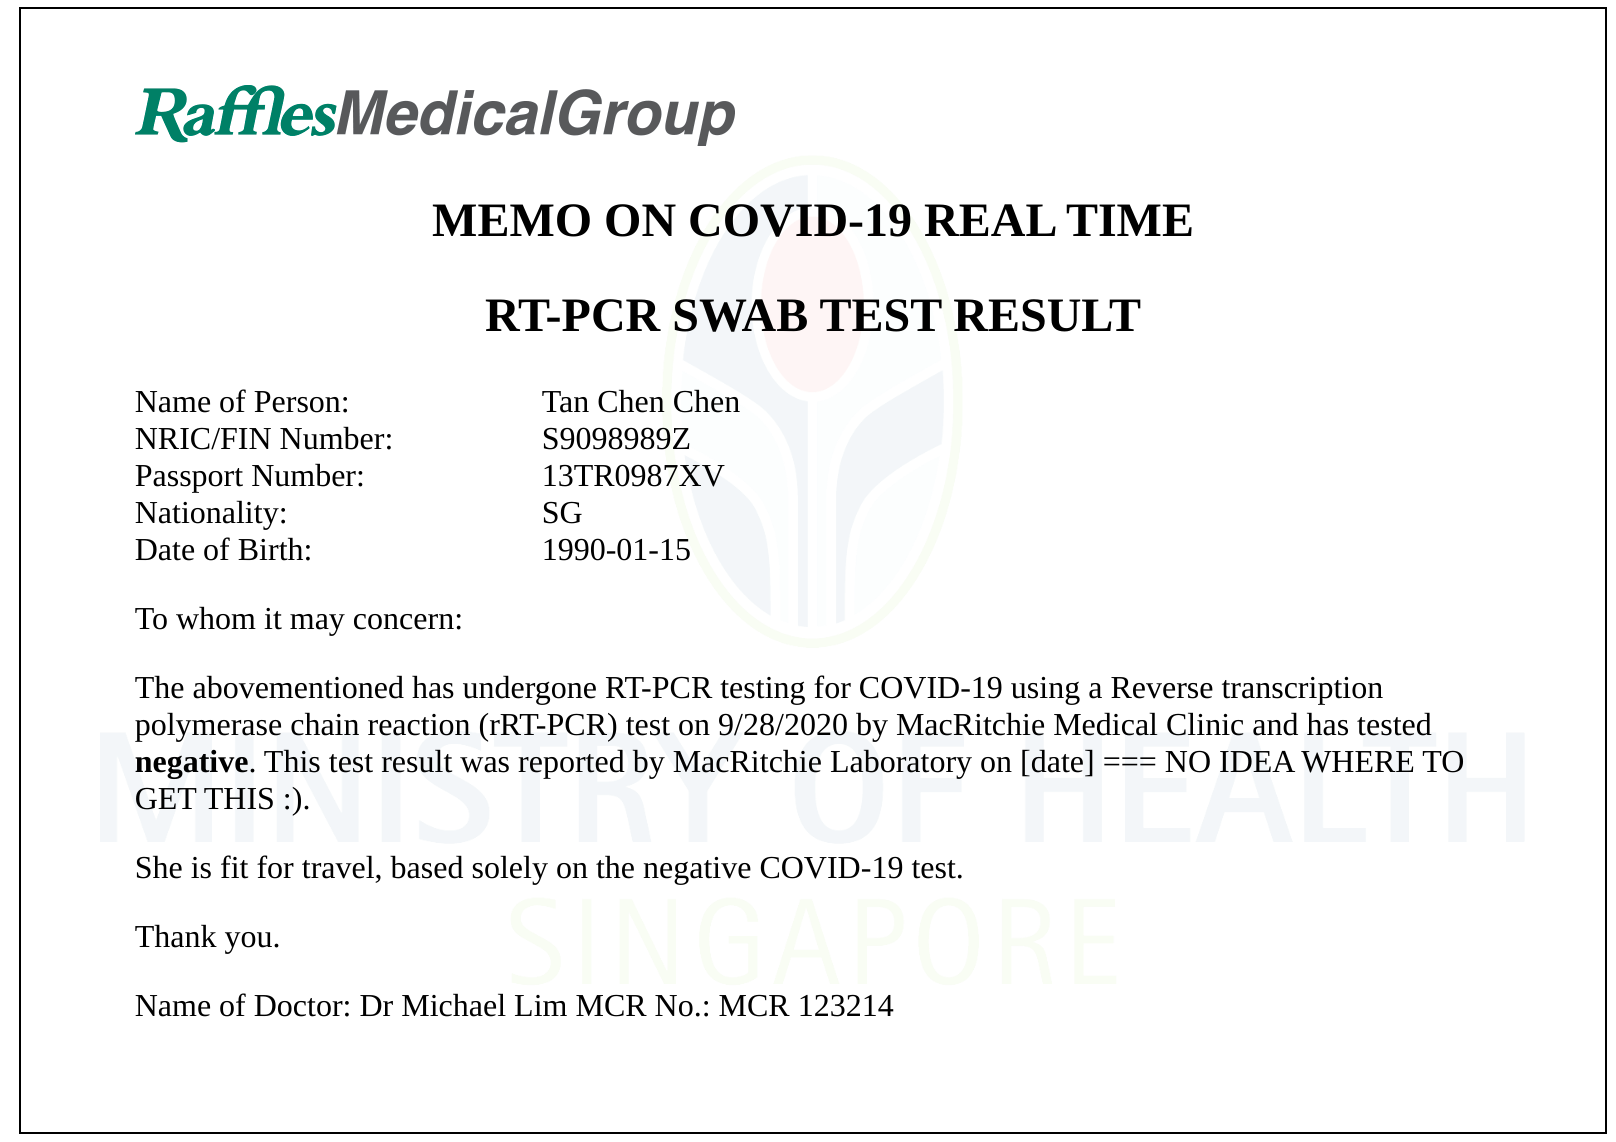 RafflesMedicalGroup
MEMO ON COVID-19 REAL TIME
RT-PCR SWAB TEST RESULT
Name of Person: Tan Chen Chen
NRIC/FIN Number: S9098989Z
Passport Number: 13TR0987XV
Nationality: SG
Date of Birth: 1990-01-15
To whom it may concern:
The abovementioned has undergone RT-PCR testing for COVID-19 using a Reverse transcription
polymerase chain reaction (rRT-PCR) test on 9/28/2020 by MacRitchie Medical Clinic and has tested
negative. This test result was reported by MacRitchie Laboratory on [date] === NO IDEA WHERE TO
GET THIS :).
MINISTRY OF HEALTH
She is fit for travel, based solely on the negative COVID-19 test.
SINGAPORE
Thank you.
Name of Doctor: Dr Michael Lim MCR No.: MCR 123214